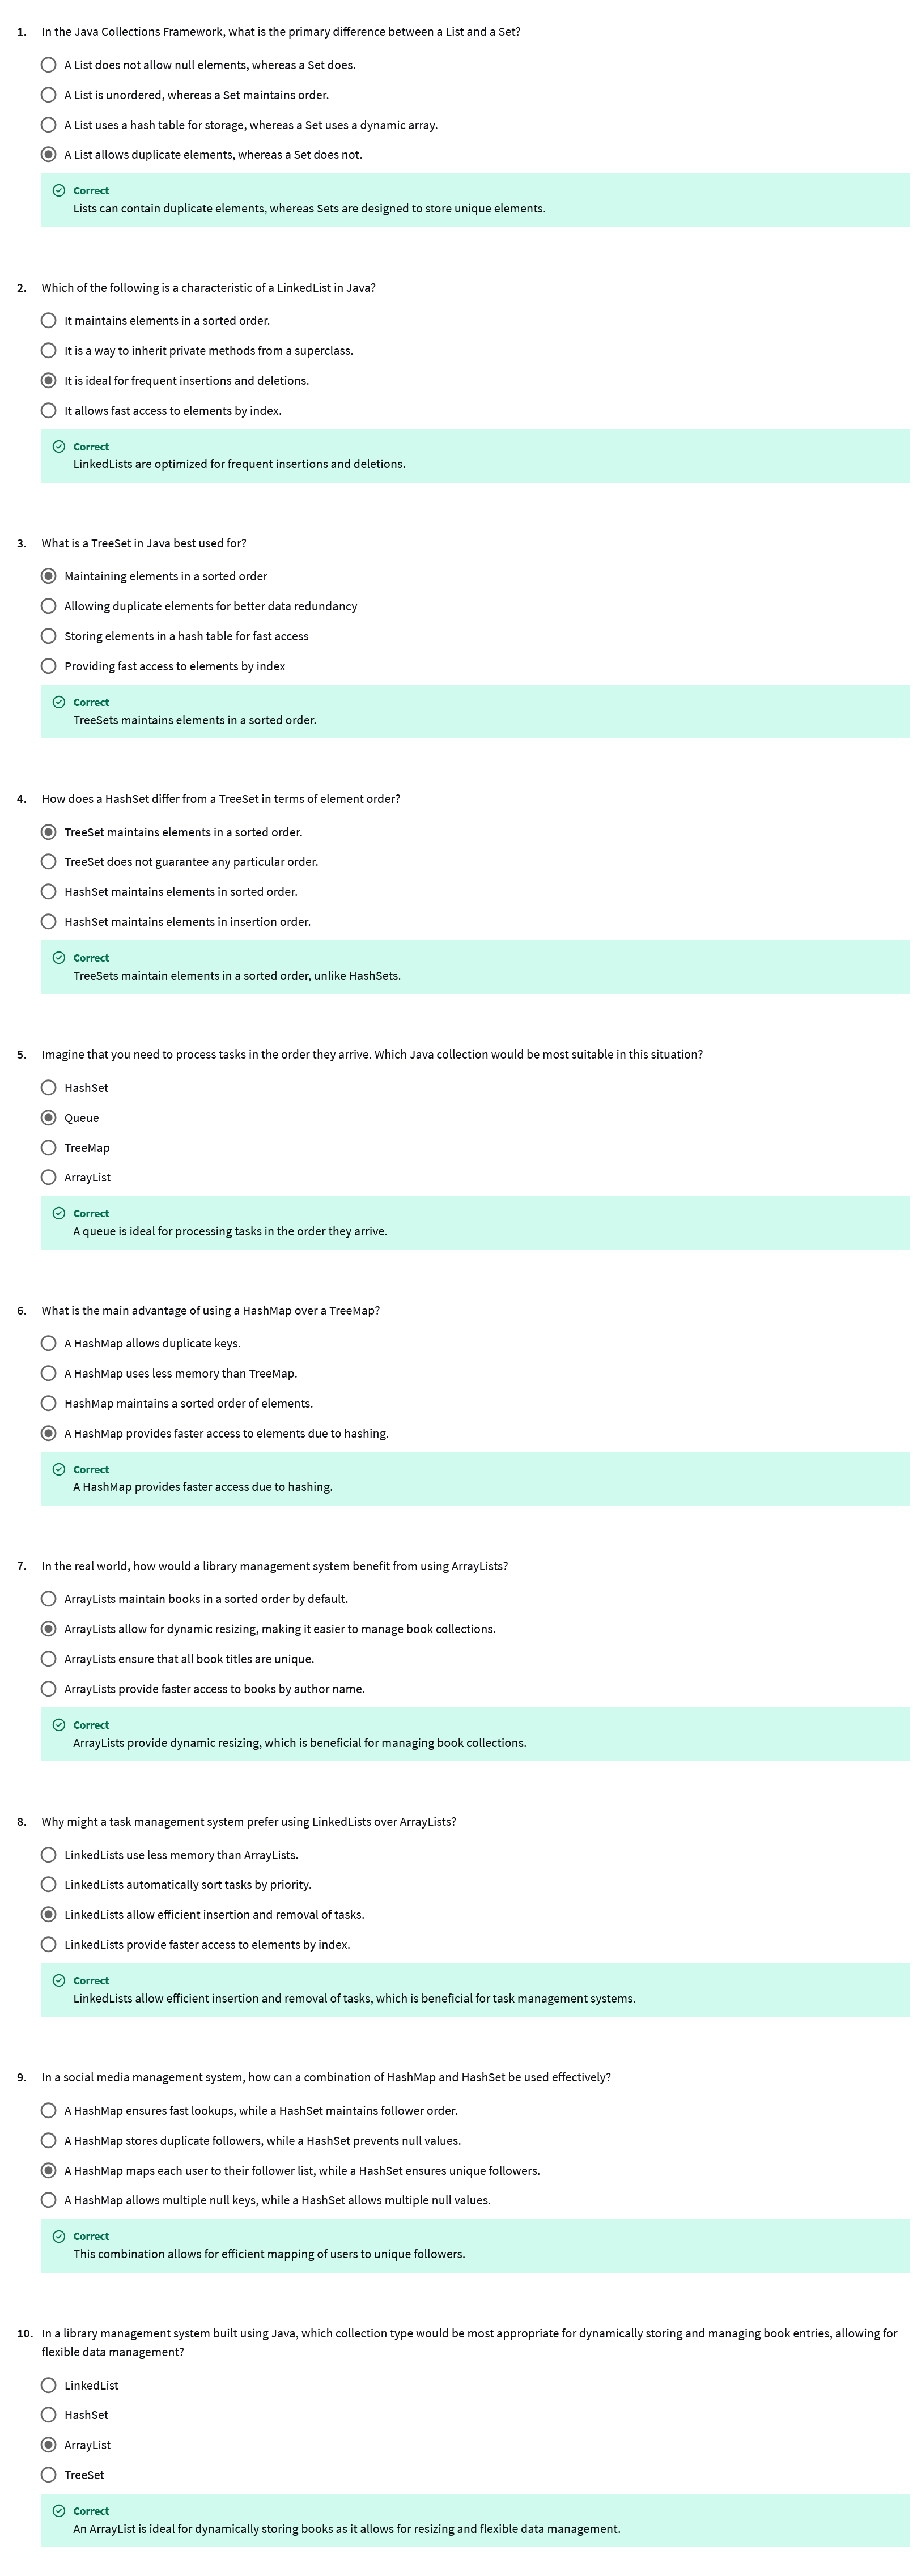 1. In the Java Collections Framework, what is the primary difference between a List and a Set?
A List does not allow null elements, whereas a Set does.
A List is unordered, whereas a Set maintains order.
A List uses a hash table for storage, whereas a Set uses a dynamic array.
A List allows duplicate elements, whereas a Set does not.
Correct
Lists can contain duplicate elements, whereas Sets are designed to store unique elements.
2. Which of the following is a characteristic of a LinkedList in Java?
It maintains elements in a sorted order.
It is a way to inherit private methods from a superclass.
It is ideal for frequent insertions and deletions.
It allows fast access to elements by index.
Correct
LinkedLists are optimized for frequent insertions and deletions.
3. What is a TreeSet in Java best used for?
Maintaining elements in a sorted order
Allowing duplicate elements for better data redundancy
Storing elements in a hash table for fast access
Providing fast access to elements by index
Correct
TreeSets maintains elements in a sorted order.
4. How does a HashSet differ from a TreeSet in terms of element order?
TreeSet maintains elements in a sorted order.
TreeSet does not guarantee any particular order.
HashSet maintains elements in sorted order.
HashSet maintains elements in insertion order.
Correct
TreeSets maintain elements in a sorted order, unlike HashSets.
5. Imagine that you need to process tasks in the order they arrive. Which Java collection would be most suitable in this situation?
HashSet
Queue
TreeMap
ArrayList
Correct
A queue is ideal for processing tasks in the order they arrive.
6. What is the main advantage of using a HashMap over a TreeMap?
A HashMap allows duplicate keys.
A HashMap uses less memory than TreeMap.
HashMap maintains a sorted order of elements.
A HashMap provides faster access to elements due to hashing.
Correct
A HashMap provides faster access due to hashing.
7. In the real world, how would a library management system benefit from using ArrayLists?
ArrayLists maintain books in a sorted order by default.
ArrayLists allow for dynamic resizing, making it easier to manage book collections.
ArrayLists ensure that all book titles are unique.
ArrayLists provide faster access to books by author name.
Correct
ArrayLists provide dynamic resizing, which is beneficial for managing book collections.
8. Why might a task management system prefer using LinkedLists over ArrayLists?
LinkedLists use less memory than ArrayLists.
LinkedLists automatically sort tasks by priority.
LinkedLists allow efficient insertion and removal of tasks.
LinkedLists provide faster access to elements by index.
Correct
LinkedLists allow efficient insertion and removal of tasks, which is beneficial for task management systems.
9. In a social media management system, how can a combination of HashMap and HashSet be used effectively?
A HashMap ensures fast lookups, while a HashSet maintains follower order.
A HashMap stores duplicate followers, while a HashSet prevents null values.
A HashMap maps each user to their follower list, while a HashSet ensures unique followers.
A HashMap allows multiple null keys, while a HashSet allows multiple null values.
Correct
This combination allows for efficient mapping of users to unique followers.
10. In a library management system built using Java, which collection type would be most appropriate for dynamically storing and managing book entries, allowing for
flexible data management?
LinkedList
HashSet
ArrayList
TreeSet
Correct
An ArrayList is ideal for dynamically storing books as it allows for resizing and flexible data management.